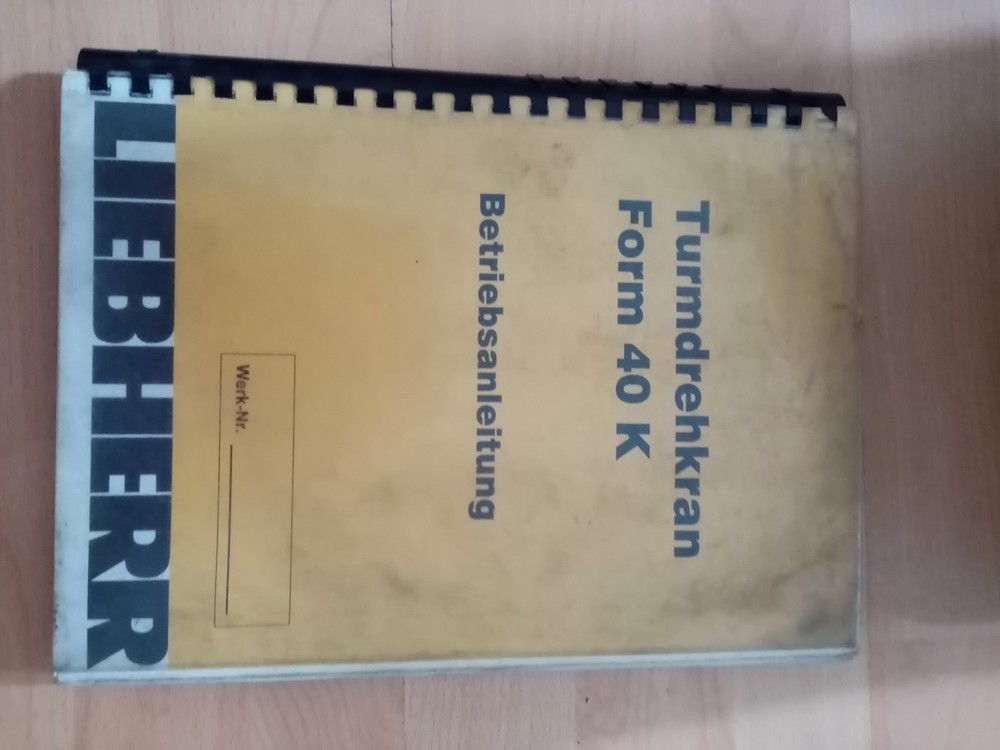 Turmdrehkran
Form 40 K
Betriebsanleitung
Werk-Nr.
LIEBHERR